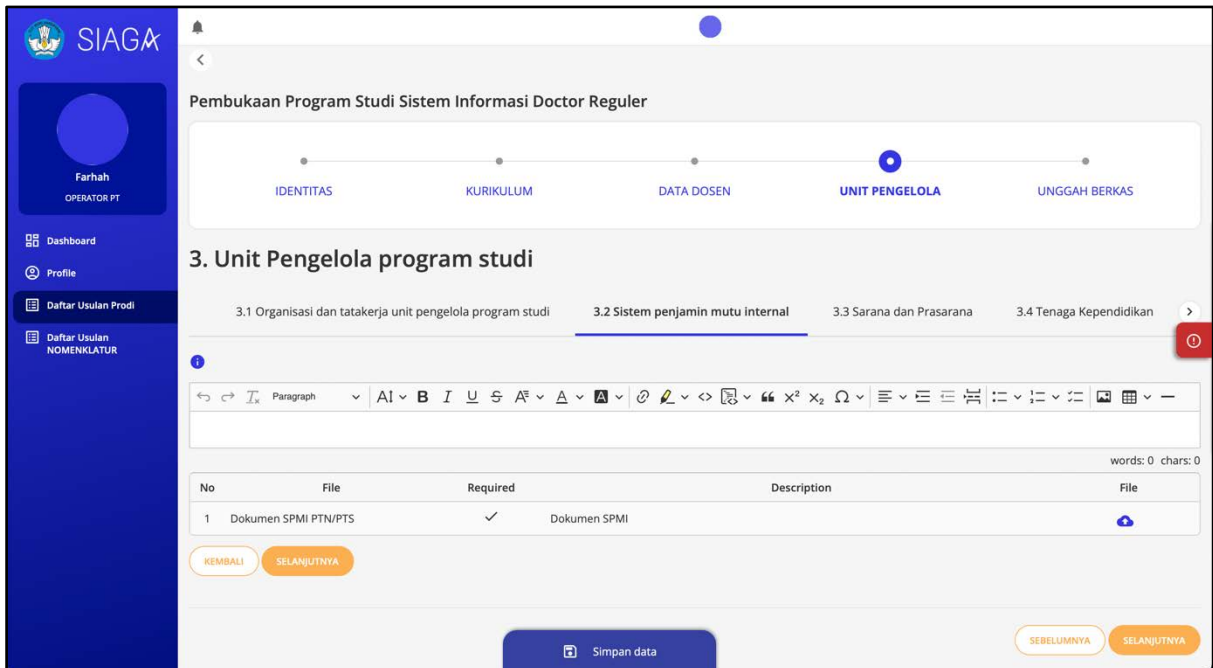 SIAGA
Farhah
OPERATOR PT
Dashboard
Profile
Daftar Usulan Prodi
Daftar Usulan
NOMENKLATUR
Pembukaan Program Studi Sistem Informasi Doctor Reguler
IDENTITAS KURIKULUM DATA DOSEN UNIT PENGELOLA UNGGAH BERKAS
3. Unit Pengelola program studi
3.1 Organisasi dan tatakerja unit pengelola program studi 3.2 Sistem penjamin mutu internal 3.3 Sarana dan Prasarana 3.4 Tenaga Kependidikan
Paragraph
words: 0 chars: 0
No File Required Description File
1 Dokumen SPMI PTN/PTS Dokumen SPMI
KEMBALI SELANJUTNYA
SEBELUMNYA SELANJUTNYA
Simpan data